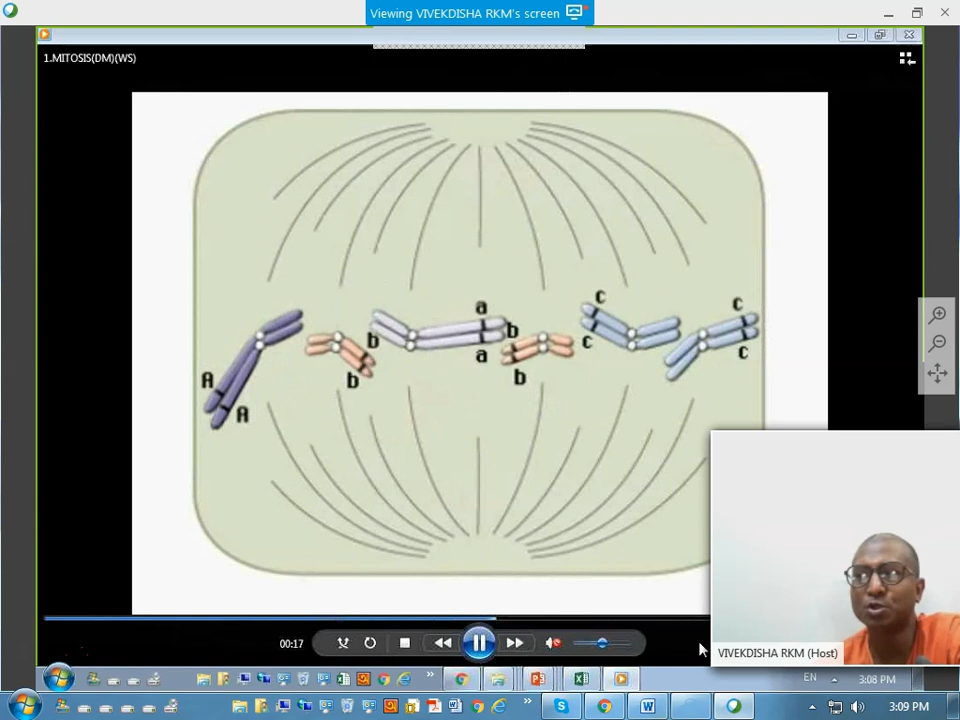 Viewing VIVEKDISHA RKM's screen
1.MITOSIS(DM)(WS)
a
c
c
b
b
a
c
c
b
b
A
A
00:17
VIVEKDISHA RKM (Host)
EN
3:08 PM
3:09 PM